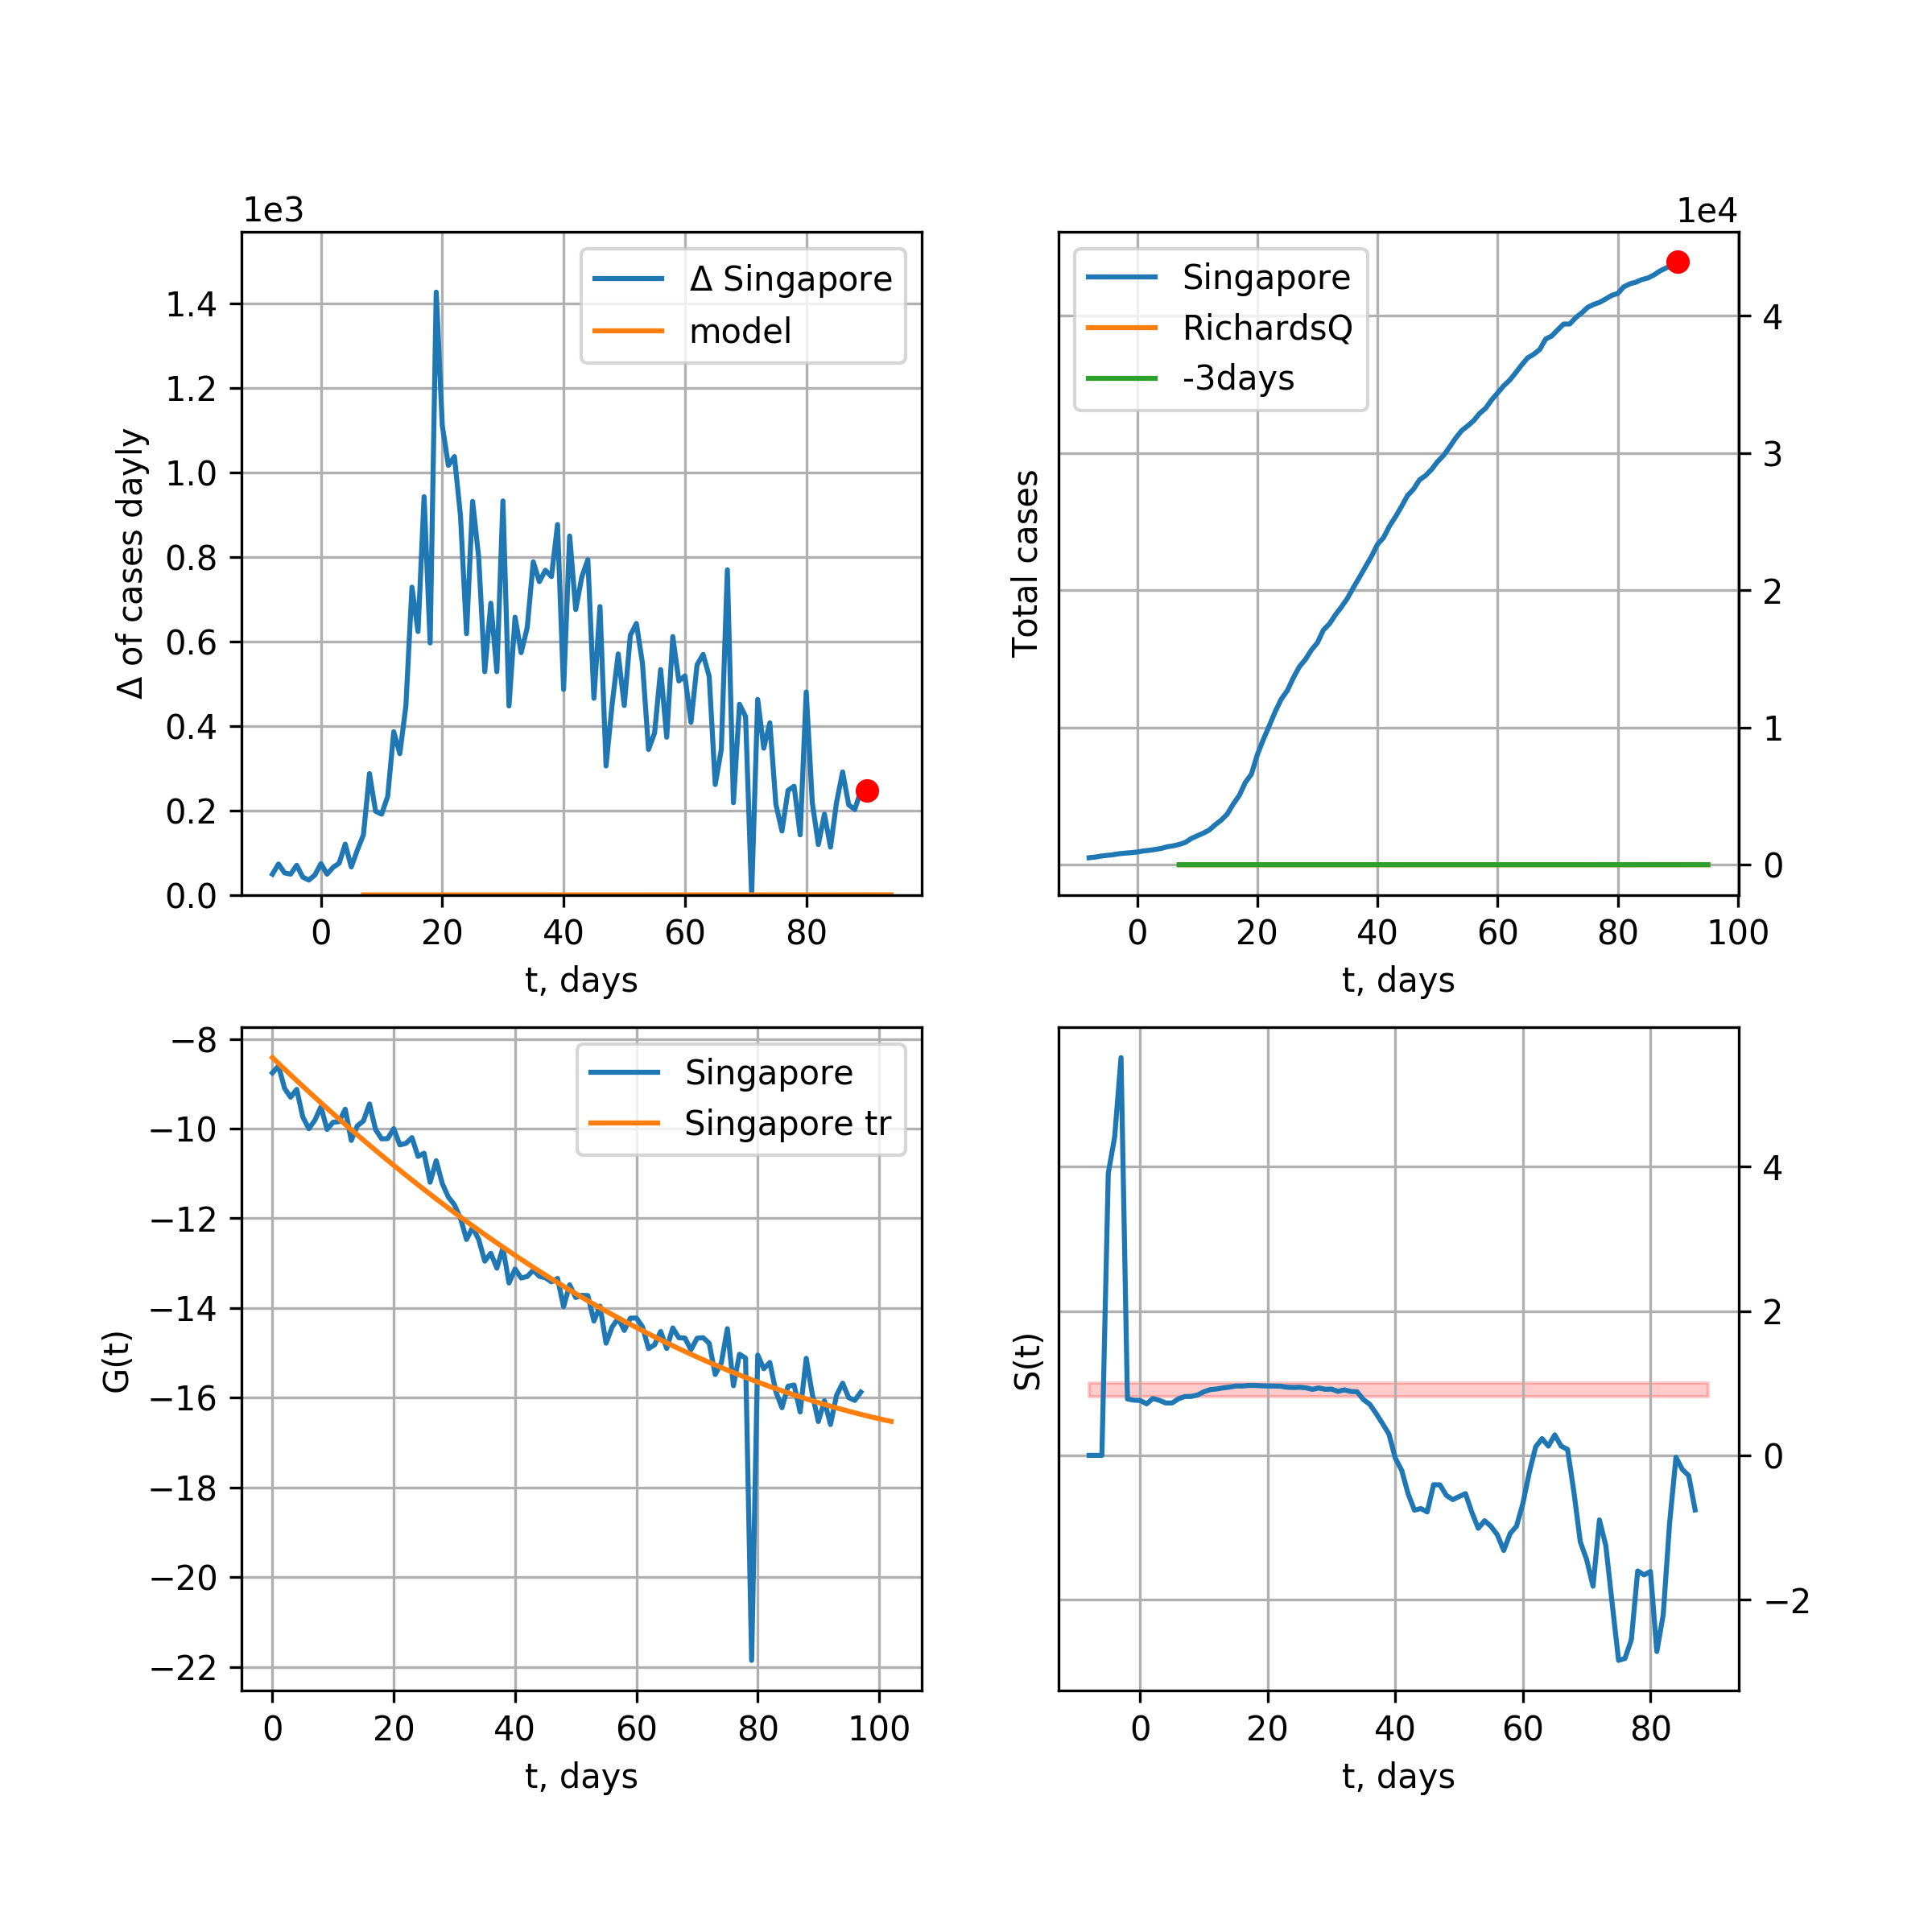 1e3
Δ of cases dayly
1.4
1.2
1.0
0.8
0.6
0.4
0.2
0.0
0 20 40 60 80
t, days
Δ Singapore
model
1e4
Total cases
4
3
2
1
0
0 20 40 60 80 100
t, days
Singapore
RichardsQ
-3days
G(t)
−8
−10
−12
−14
−16
−18
−20
−22
0 20 40 60 80 100
t, days
Singapore
Singapore tr
S(t)
4
2
0
−2
0 20 40 60 80
t, days